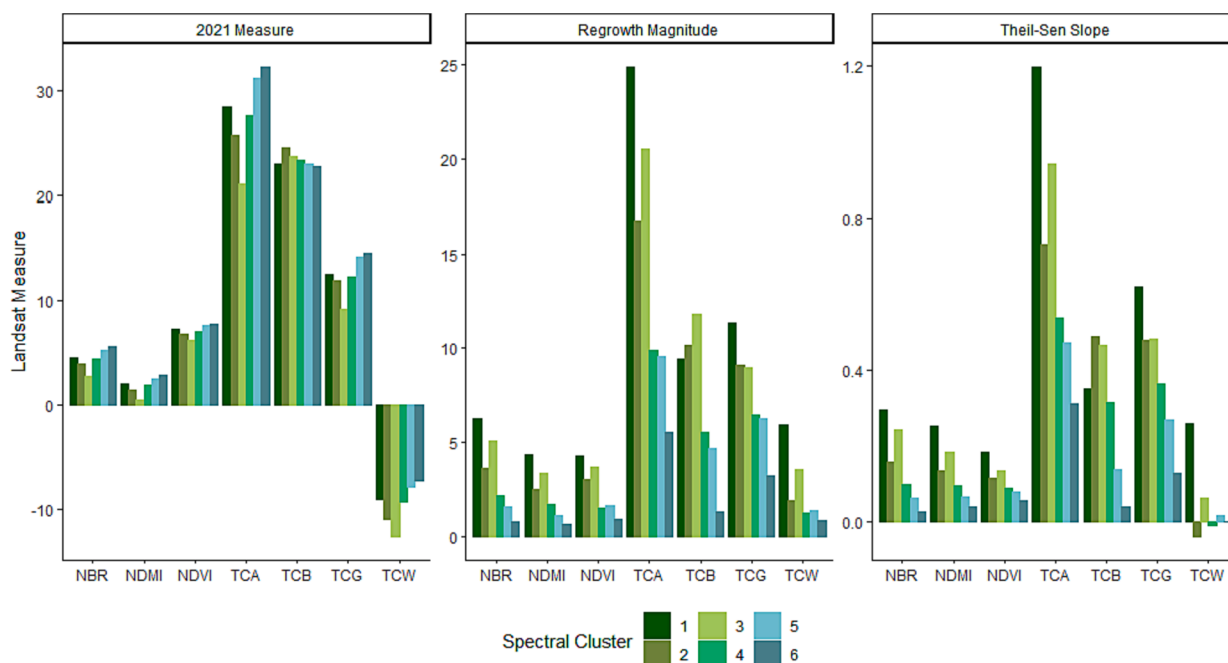 2021 Measure
Regrowth Magnitude
Theil-Sen Slope
Landsat Measure
30
20
10
0
-10
25
20
15
10
5
0
1.2
0.8
0.4
0.0
NBR NDMI NDVI TCA TCB TCG TCW
NBR NDMI NDVI TCA TCB TCG TCW
NBR NDMI NDVI TCA TCB TCG TCW
Spectral Cluster
1 3 5
2 4 6